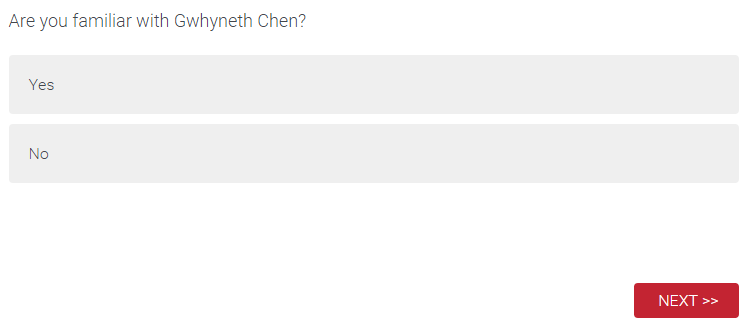 Are you familiar with Gwhyneth Chen?
Yes
No
NEXT >>